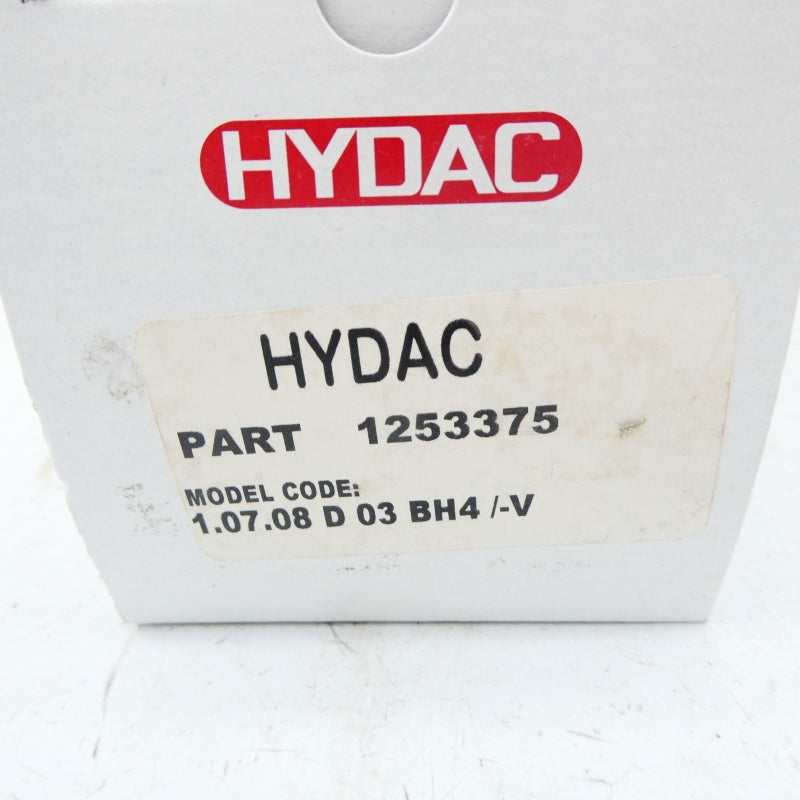 HYDAC
HYDAC
PART 1253375
MODEL CODE:
1.07.08 D 03 BH4 /-V